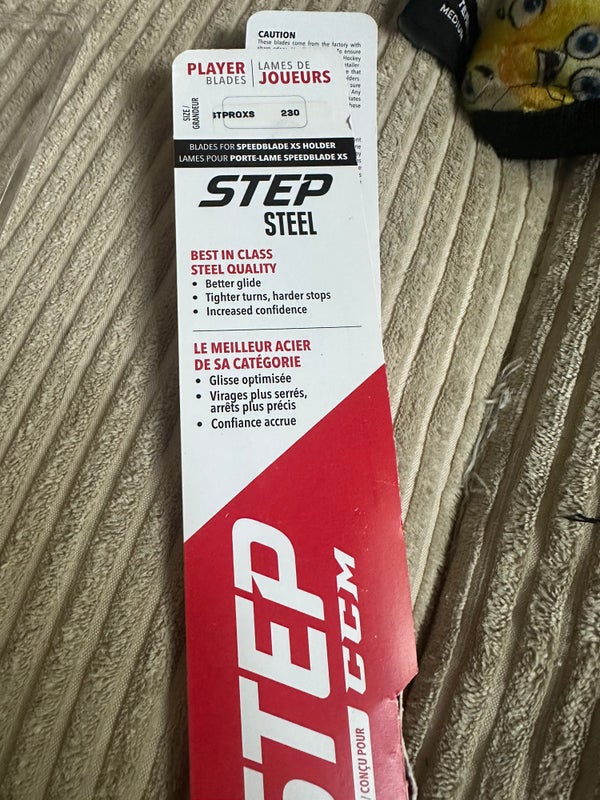 CAUTION
These blades come from the factory with
PLAYER
BLADES
LAMES DE
JOUEURS
SIZE/
GRANDEUR
STPROXS 230
BLADES FOR SPEEDBLADE XS HOLDER
LAMES POUR PORTE-LAME SPEEDBLADE XS
STEP
STEEL
BEST IN CLASS
STEEL QUALITY
• Better glide
• Tighter turns, harder stops
• Increased confidence
LE MEILLEUR ACIER
DE SA CATÉGORIE
• Glisse optimisée
• Virages plus serrés,
arrêts plus précis
• Confiance accrue
STEP
CCM
/ CONÇU POUR
MEDIUM